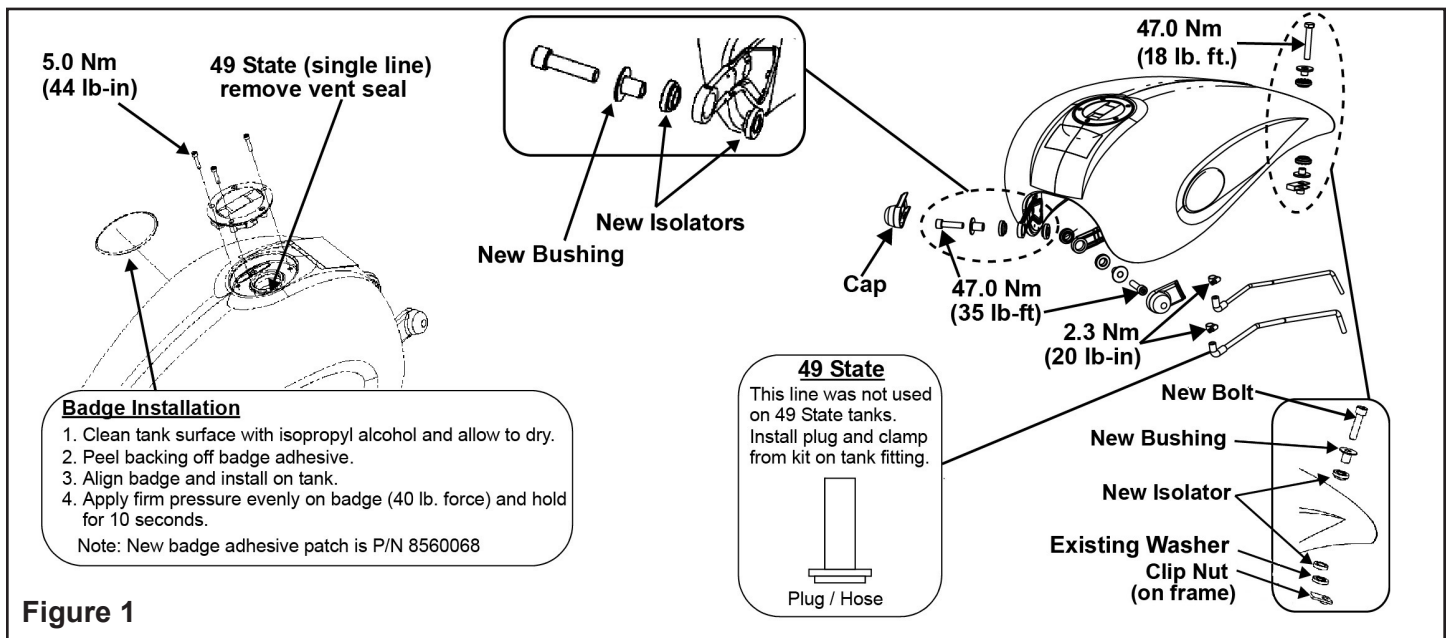 5.0 Nm
(44 lb-in)
49 State (single line)
remove vent seal
New Isolators
New Bushing
47.0 Nm
(18 lb. ft.)
Cap
47.0 Nm
(35 lb-ft)
2.3 Nm
(20 lb-in)
Badge Installation
1. Clean tank surface with isopropyl alcohol and allow to dry.
2. Peel backing off badge adhesive.
3. Align badge and install on tank.
4. Apply firm pressure evenly on badge (40 lb. force) and hold
for 10 seconds.
Note: New badge adhesive patch is P/N 8560068
49 State
This line was not used
on 49 State tanks.
Install plug and clamp
from kit on tank fitting.
Plug / Hose
New Bolt
New Bushing
New Isolator
Existing Washer
Clip Nut
(on frame)
Figure 1